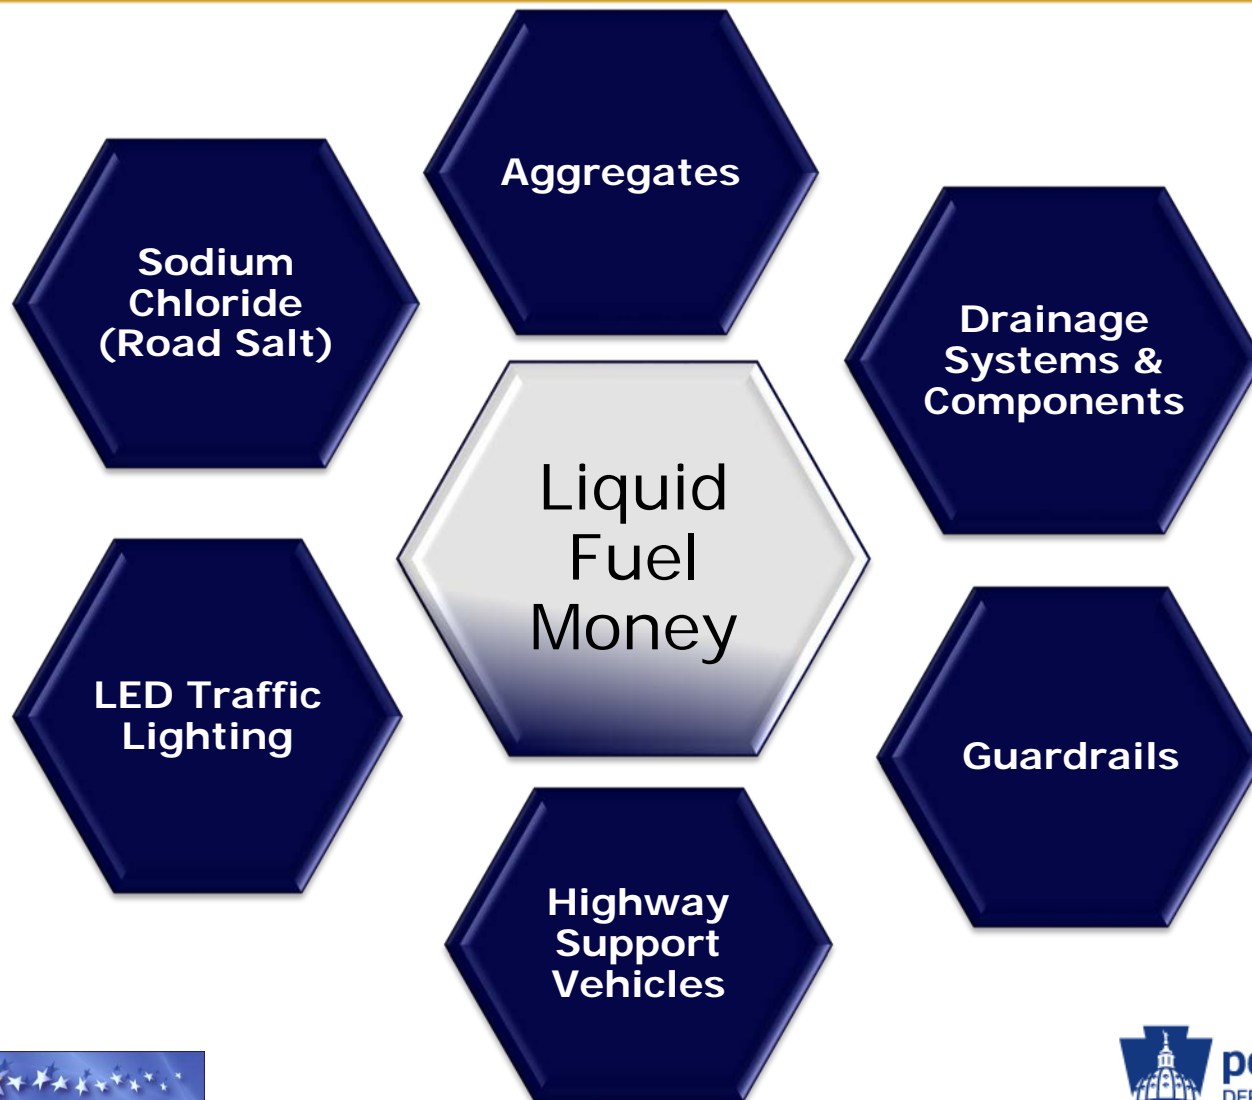 Aggregates
Sodium
Chloride
(Road Salt)
Drainage
Systems &
Components
Liquid
Fuel
Money
LED Traffic
Lighting
Guardrails
Highway
Support
Vehicles